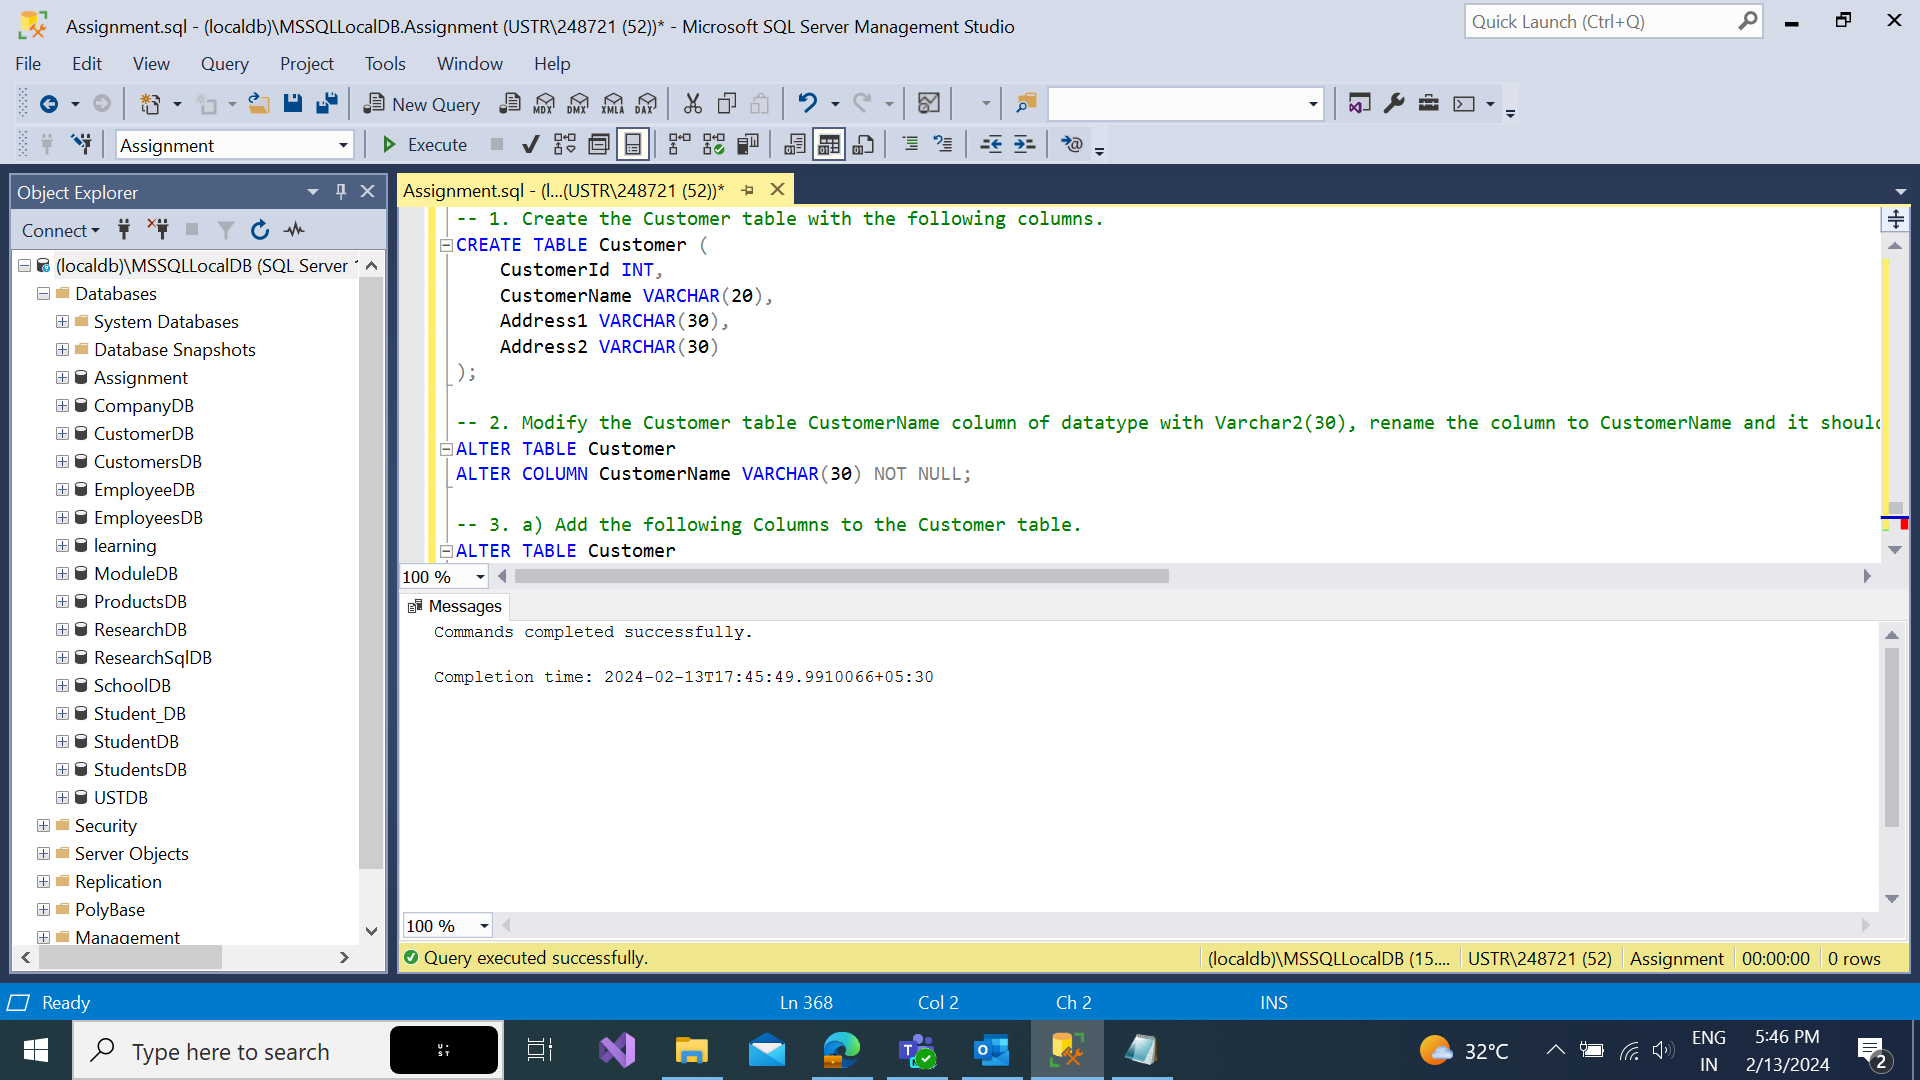 Assignment.sql - (localdb)\MSSQLLocalDB.Assignment (USTR\248721 (52))* - Microsoft SQL Server Management Studio
Quick Launch (Ctrl+Q)
File Edit View Query Project Tools Window Help
New Query MDX DMX XMLA DAX
Assignment Execute
Object Explorer
Assignment.sql - (l...(USTR\248721 (52))*
Connect
(localdb)\MSSQLLocalDB (SQL Server
Databases
System Databases
Database Snapshots
Assignment
CompanyDB
CustomerDB
CustomersDB
EmployeeDB
EmployeesDB
learning
ModuleDB
ProductsDB
ResearchDB
ResearchSqlDB
SchoolDB
Student_DB
StudentDB
StudentsDB
USTDB
Security
Server Objects
Replication
PolyBase
Management
-- 1. Create the Customer table with the following columns.
CREATE TABLE Customer (
CustomerId INT,
CustomerName VARCHAR(20),
Address1 VARCHAR(30),
Address2 VARCHAR(30)
);
-- 2. Modify the Customer table CustomerName column of datatype with Varchar2(30), rename the column to CustomerName and it shoul
ALTER TABLE Customer
ALTER COLUMN CustomerName VARCHAR(30) NOT NULL;
-- 3. a) Add the following Columns to the Customer table.
ALTER TABLE Customer
100 %
Messages
Commands completed successfully.
Completion time: 2024-02-13T17:45:49.9910066+05:30
100 %
Query executed successfully. (localdb)\MSSQLLocalDB (15.... USTR\248721 (52) Assignment 00:00:00 0 rows
Ready Ln 368 Col 2 Ch 2 INS
Type here to search
32°C
ENG
IN
5:46 PM
2/13/2024
2